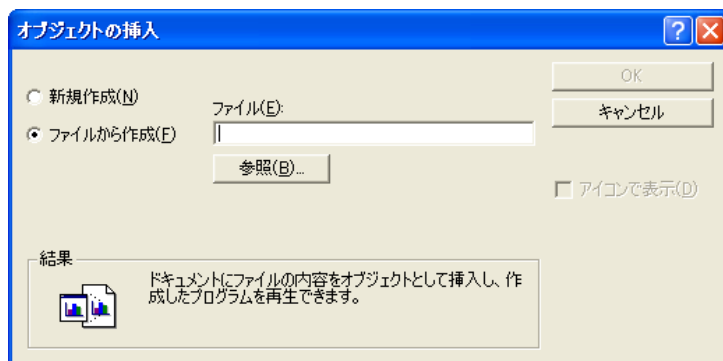 オブジェクトの挿入
新規作成(N)
ファイルから作成(F)
ファイル(E):
参照(B)...
OK
キャンセル
アイコンで表示(D)
結果
ドキュメントにファイルの内容をオブジェクトとして挿入し、作
成したプログラムを再生できます。